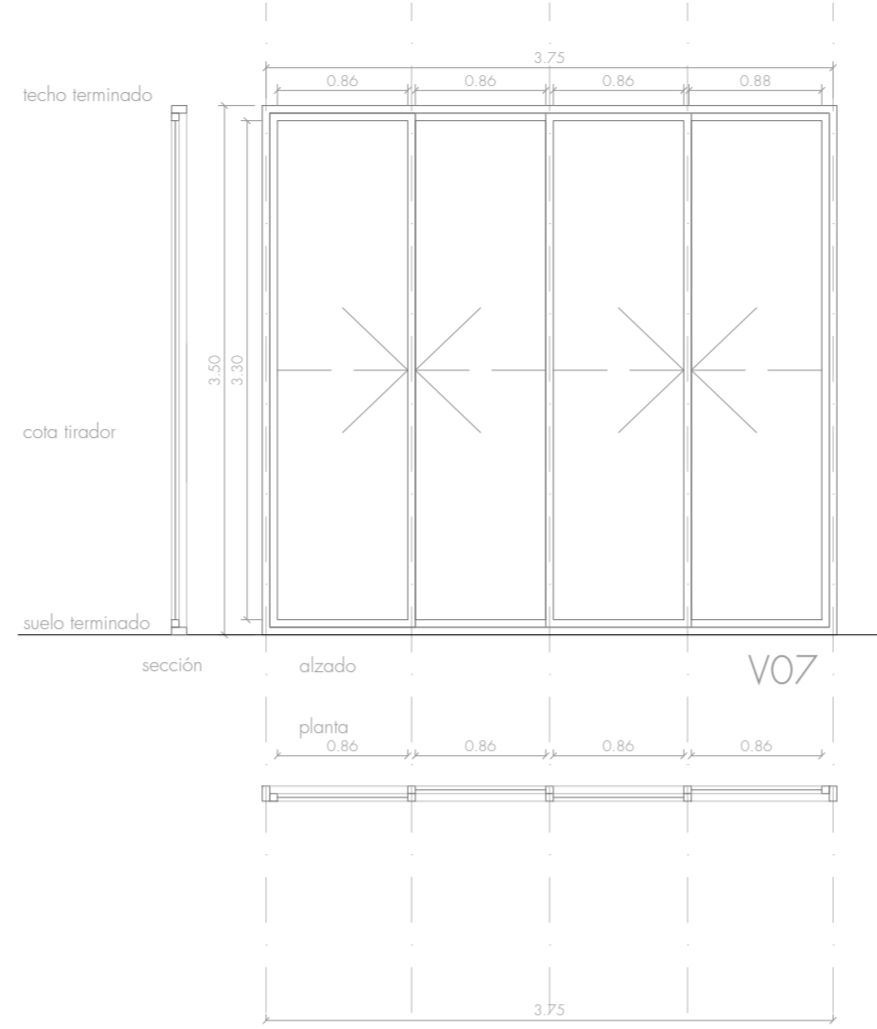 3.75
0.86 0.86 0.86 0.88
techo terminado
3.50
3.30
cota tirador
suelo terminado
sección alzado V07
planta
0.86 0.86 0.86 0.86
3.75